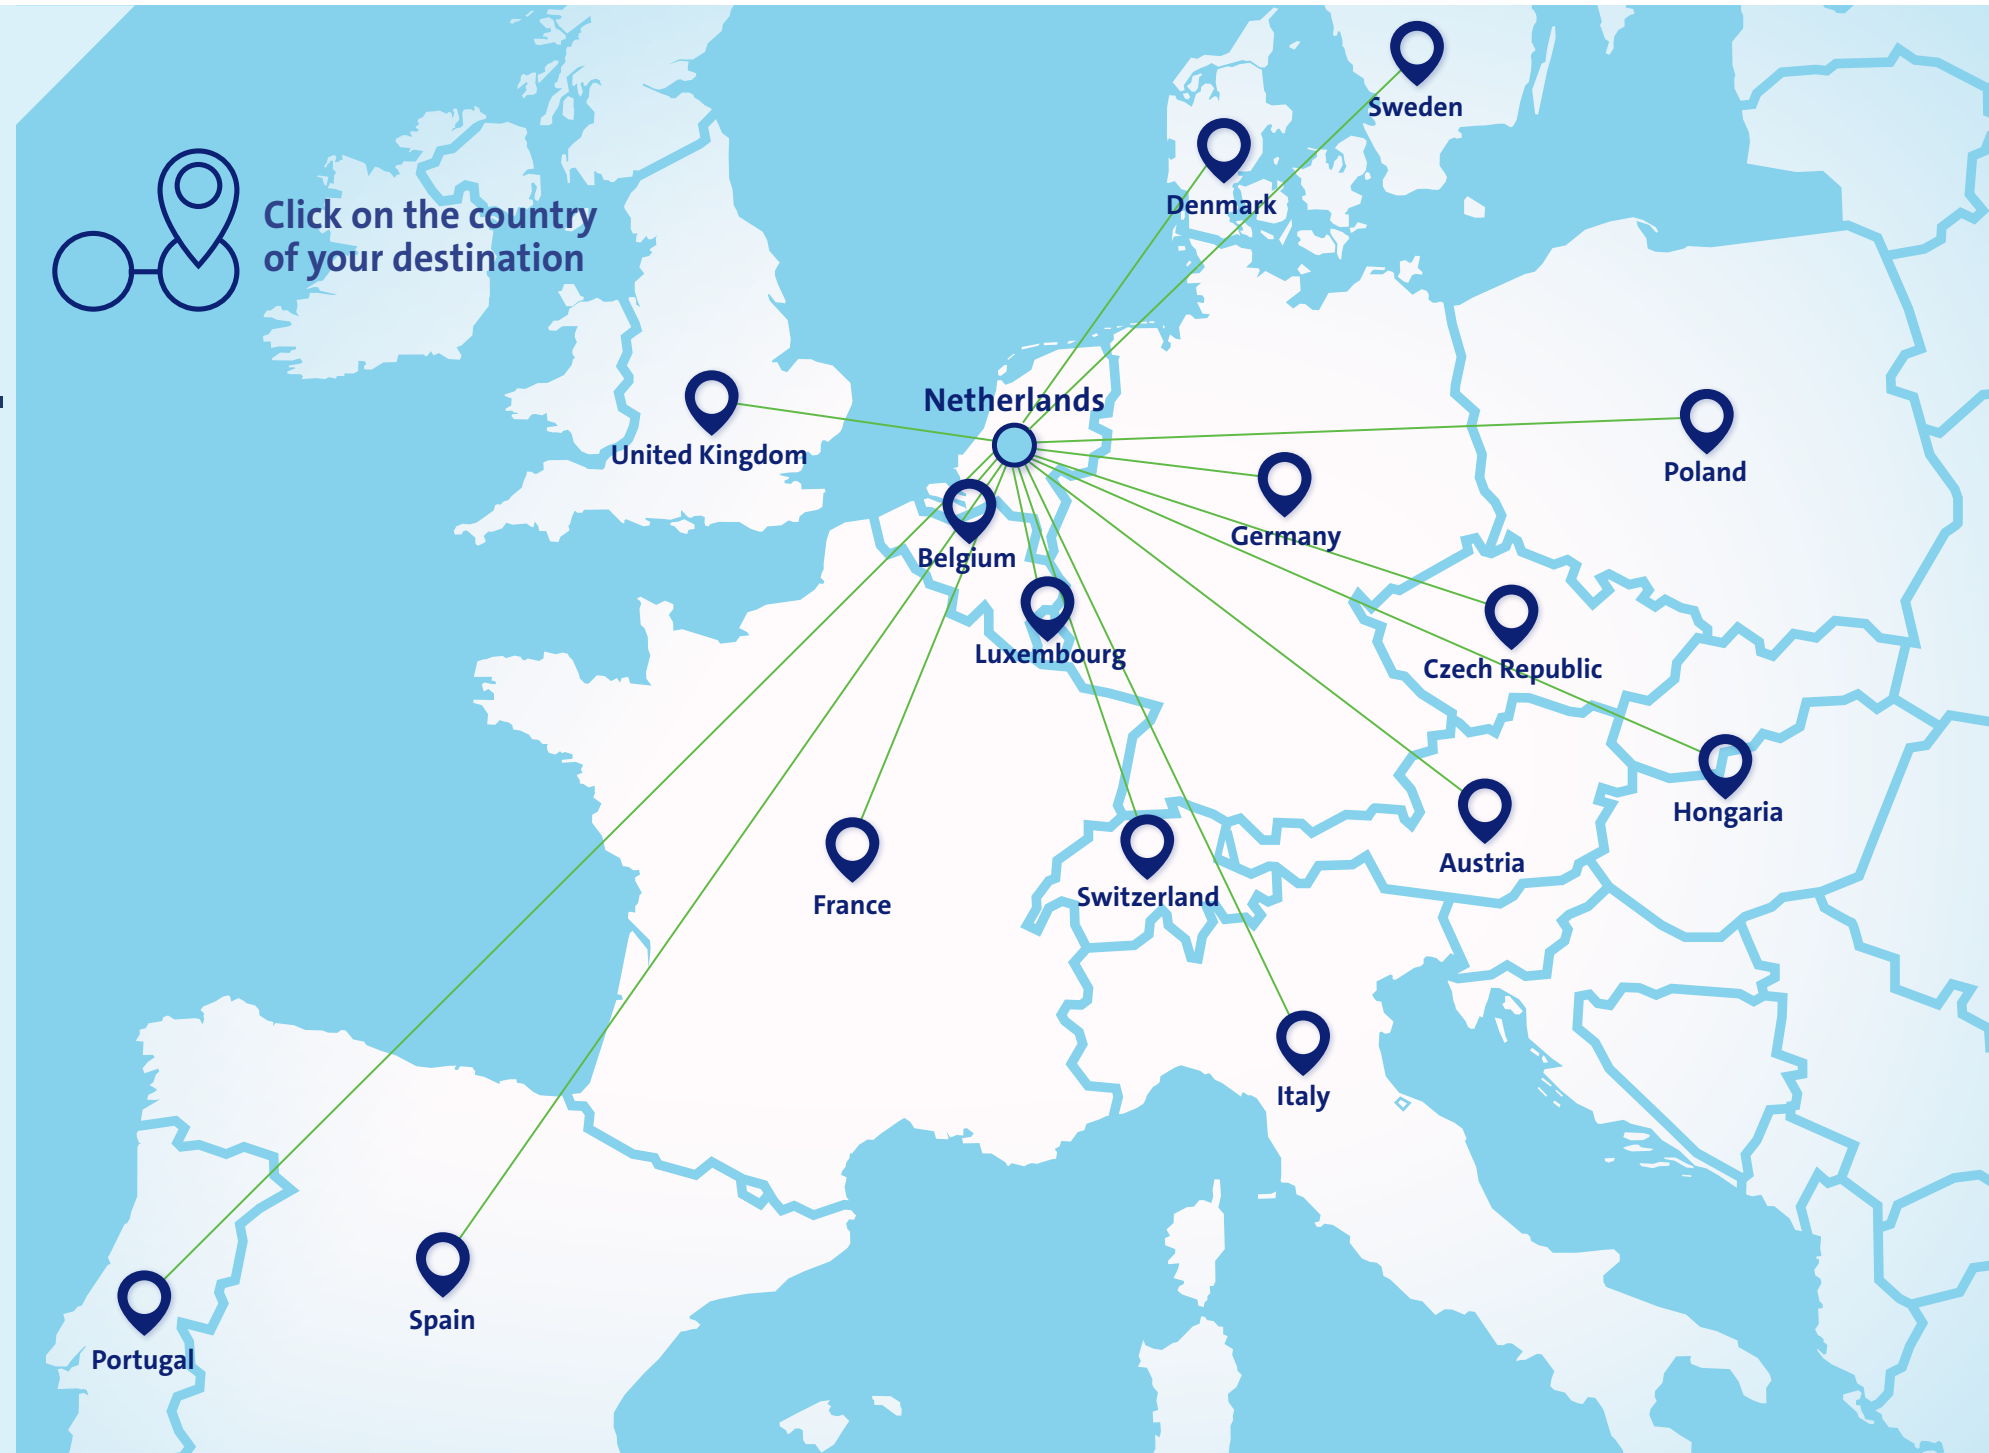 Sweden
Denmark
Click on the country
of your destination
Netherlands
United Kingdom
Poland
Germany
Belgium
Luxembourg
Czech Republic
Hongaria
Austria
Switzerland
France
Italy
Spain
Portugal